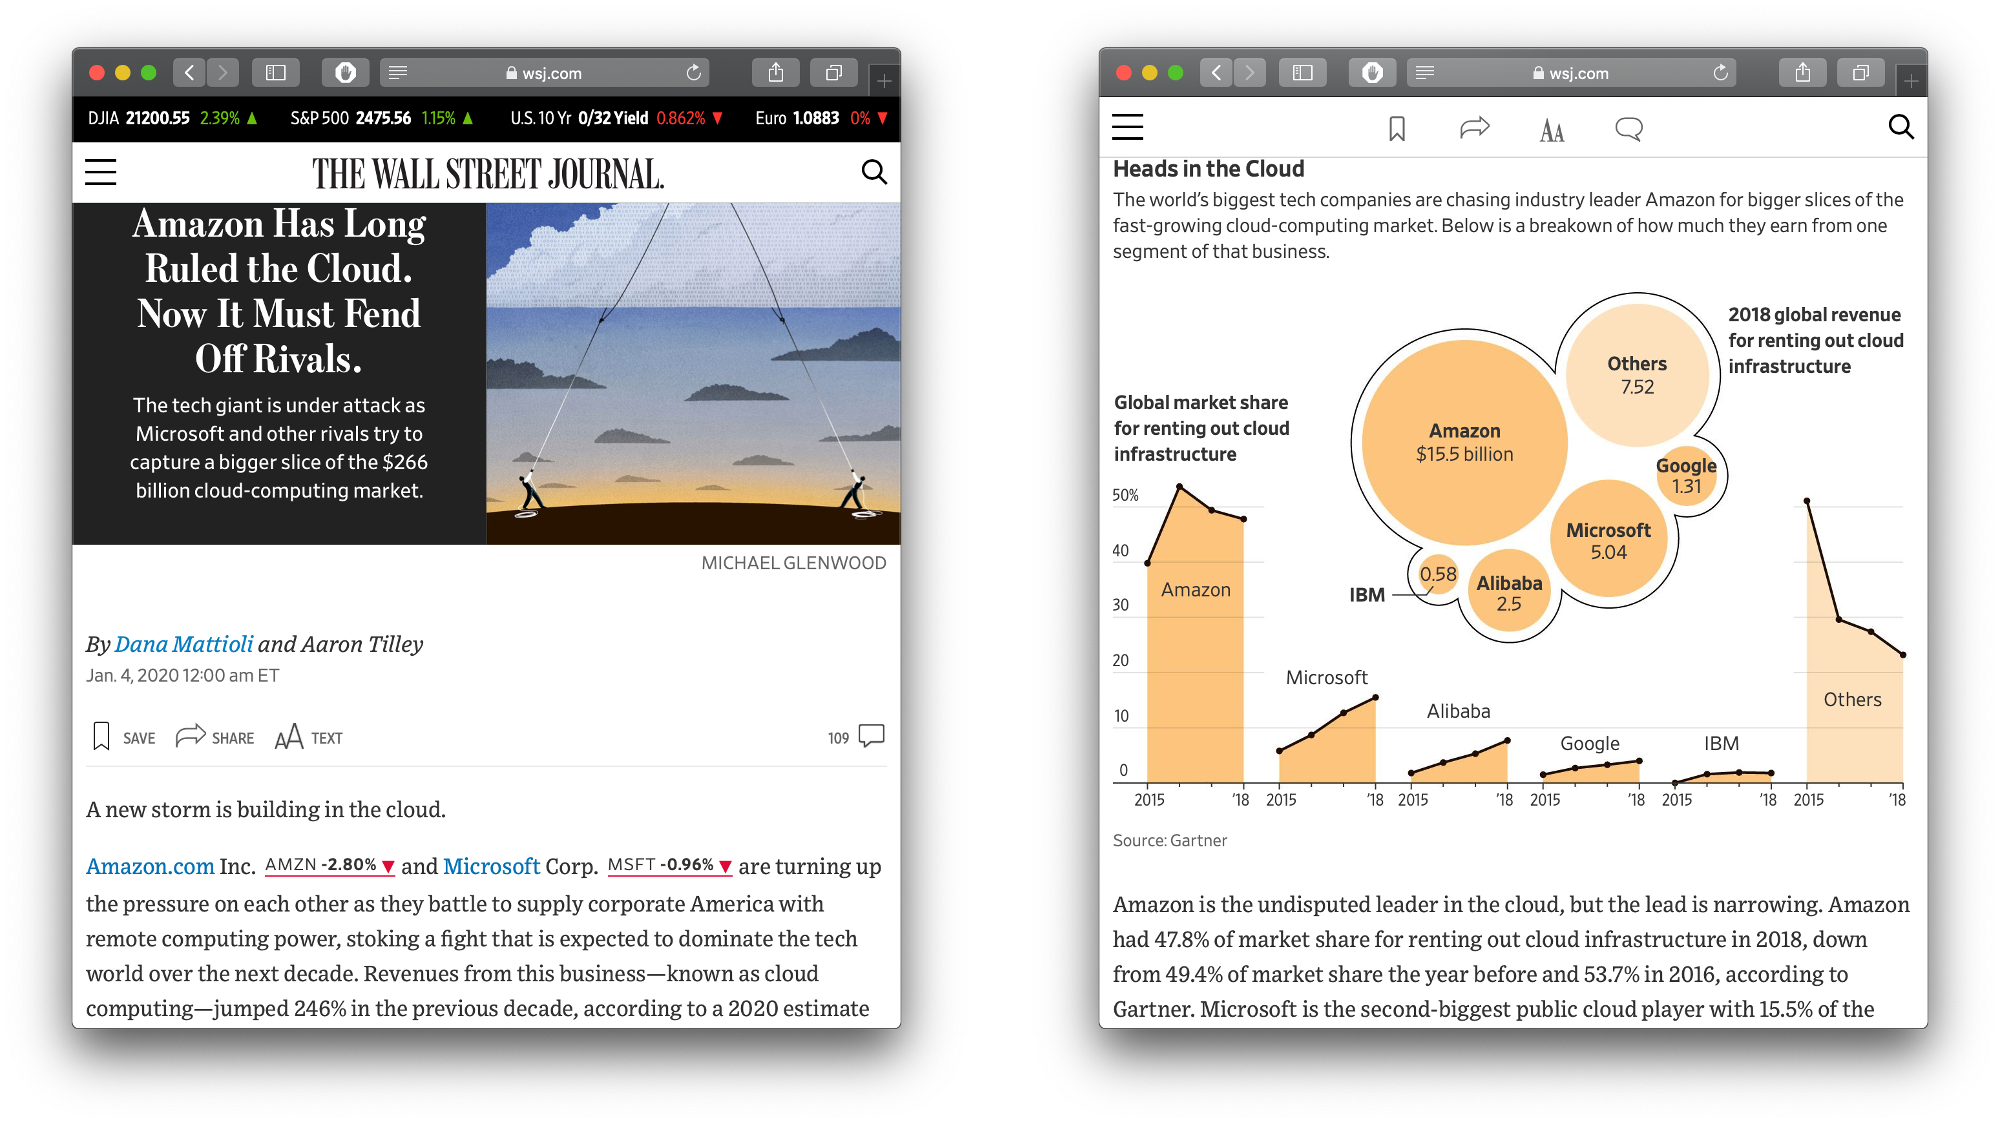 wsj.com
DJIA 21200.55 2.39% ▲ S&P 500 2475.56 1.15% ▲ U.S. 10 Yr 0/32 Yield 0.862% ▼ Euro 1.0883 0% ▼
THE WALL STREET JOURNAL.
Amazon Has Long
Ruled the Cloud.
Now It Must Fend
Off Rivals.
The tech giant is under attack as
Microsoft and other rivals try to
capture a bigger slice of the $266
billion cloud-computing market.
MICHAEL GLENWOOD
By Dana Mattioli and Aaron Tilley
Jan. 4, 2020 12:00 am ET
SAVE SHARE AA TEXT 109
A new storm is building in the cloud.
Amazon.com Inc. AMZN -2.80% ▼ and Microsoft Corp. MSFT -0.96% ▼ are turning up
the pressure on each other as they battle to supply corporate America with
remote computing power, stoking a fight that is expected to dominate the tech
world over the next decade. Revenues from this business—known as cloud
computing—jumped 246% in the previous decade, according to a 2020 estimate
wsj.com
AA
Heads in the Cloud
The world's biggest tech companies are chasing industry leader Amazon for bigger slices of the
fast-growing cloud-computing market. Below is a breakown of how much they earn from one
segment of that business.
2018 global revenue
for renting out cloud
infrastructure
Others
7.52
Amazon
$15.5 billion
Google
1.31
Microsoft
5.04
Alibaba
2.5
0.58
IBM
Global market share
for renting out cloud
infrastructure
50%
40
30
20
10
0
Amazon
Microsoft
Alibaba
Google
IBM
Others
2015 '18 2015 '18 2015 '18 2015 '18 2015 '18 2015 '18
Source: Gartner
Amazon is the undisputed leader in the cloud, but the lead is narrowing. Amazon
had 47.8% of market share for renting out cloud infrastructure in 2018, down
from 49.4% of market share the year before and 53.7% in 2016, according to
Gartner. Microsoft is the second-biggest public cloud player with 15.5% of the